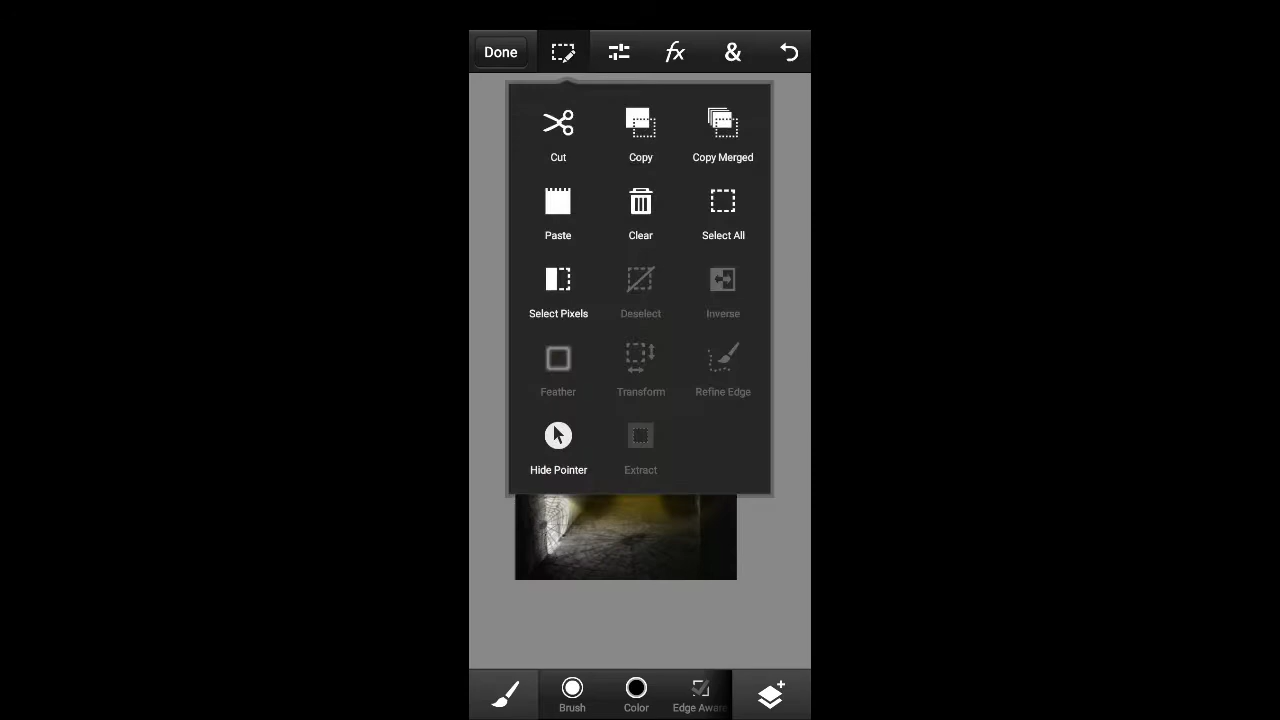 Done fx &
Cut Copy Copy Merged
Paste Clear Select All
Select Pixels Deselect Inverse
Feather Transform Refine Edge
Hide Pointer Extract
Brush Color Edge Aware